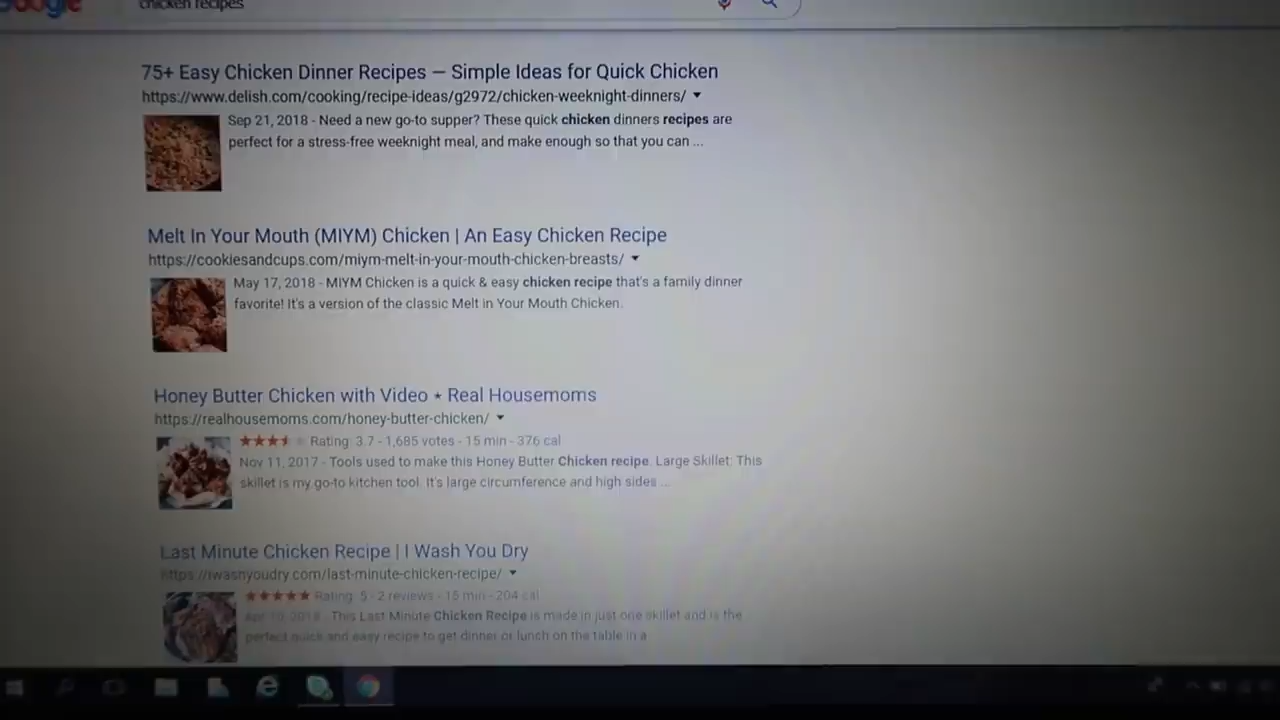 Google
chicken recipes
75+ Easy Chicken Dinner Recipes — Simple Ideas for Quick Chicken
https://www.delish.com/cooking/recipe-ideas/g2972/chicken-weeknight-dinners/
Sep 21, 2018 - Need a new go-to supper? These quick chicken dinners recipes are
perfect for a stress-free weeknight meal, and make enough so that you can ...
Melt In Your Mouth (MIYM) Chicken | An Easy Chicken Recipe
https://cookiesandcups.com/miym-melt-in-your-mouth-chicken-breasts/
May 17, 2018 - MIYM Chicken is a quick & easy chicken recipe that's a family dinner
favorite! It's a version of the classic Melt in Your Mouth Chicken.
Honey Butter Chicken with Video ⋆ Real Housemoms
https://realhousemoms.com/honey-butter-chicken/
Rating: 3.7 - 1,685 votes - 15 min - 376 cal
Nov 11, 2017 - Tools used to make this Honey Butter Chicken recipe. Large Skillet: This
skillet is my go-to kitchen tool. It's large circumference and high sides ...
Last Minute Chicken Recipe | I Wash You Dry
https://iwashyoudry.com/last-minute-chicken-recipe/
Rating: 5 - 2 reviews - 15 min - 204 cal
2018 - This Last Minute Chicken Recipe is made in just one skillet and is the
perfect quick and easy recipe to get dinner or lunch on the table in a